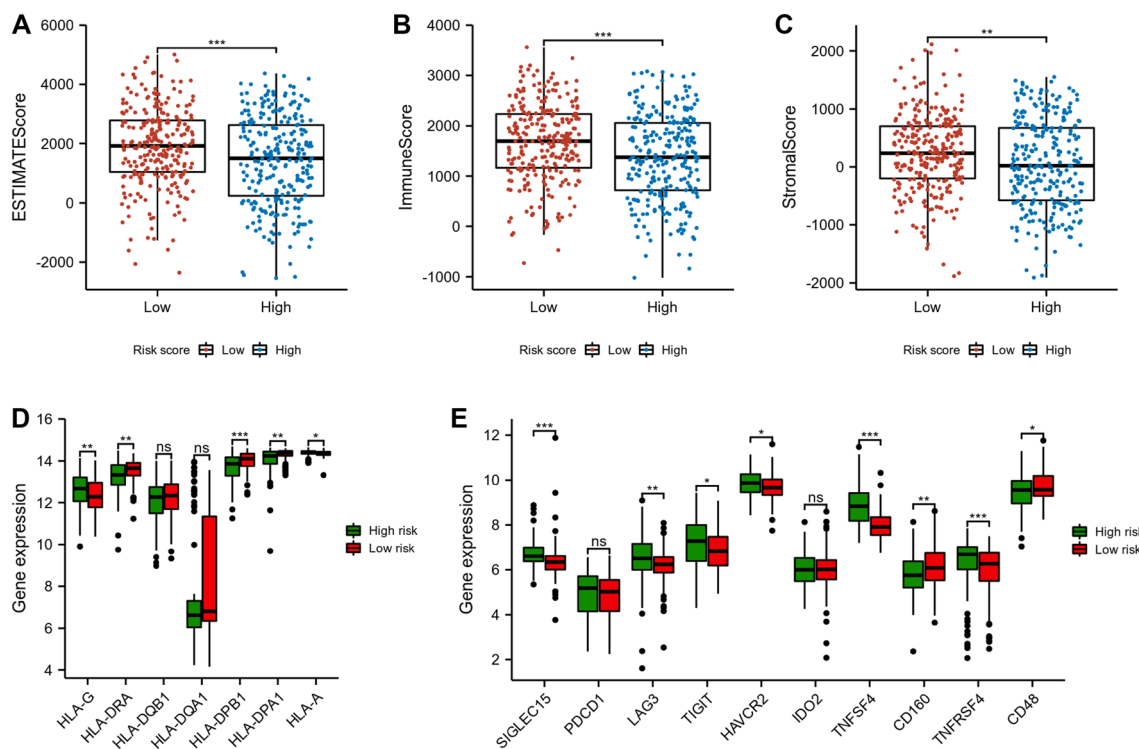 A
ESTIMATEScore
6000
4000
2000
0
-2000
***
Low
High
Risk score Low High
B
ImmuneScore
4000
3000
2000
1000
0
-1000
***
Low
High
Risk score Low High
C
StromalScore
2000
1000
0
-1000
-2000
**
Low
High
Risk score Low High
D
Gene expression
16
14
12
10
8
6
4
** ** ns ns *** ** *
HLA-G
HLA-DRA
HLA-DQB1
HLA-DQA1
HLA-DPB1
HLA-DPA1
HLA-A
High risk
Low risk
E
Gene expression
12
10
8
6
4
2
*** ns ** * * ns *** ** *** *
SIGLEC15
PDCD1
LAG3
TIGIT
HAVCR2
IDO2
TNFSF4
CD160
TNFRSF4
CD48
High risk
Low risk